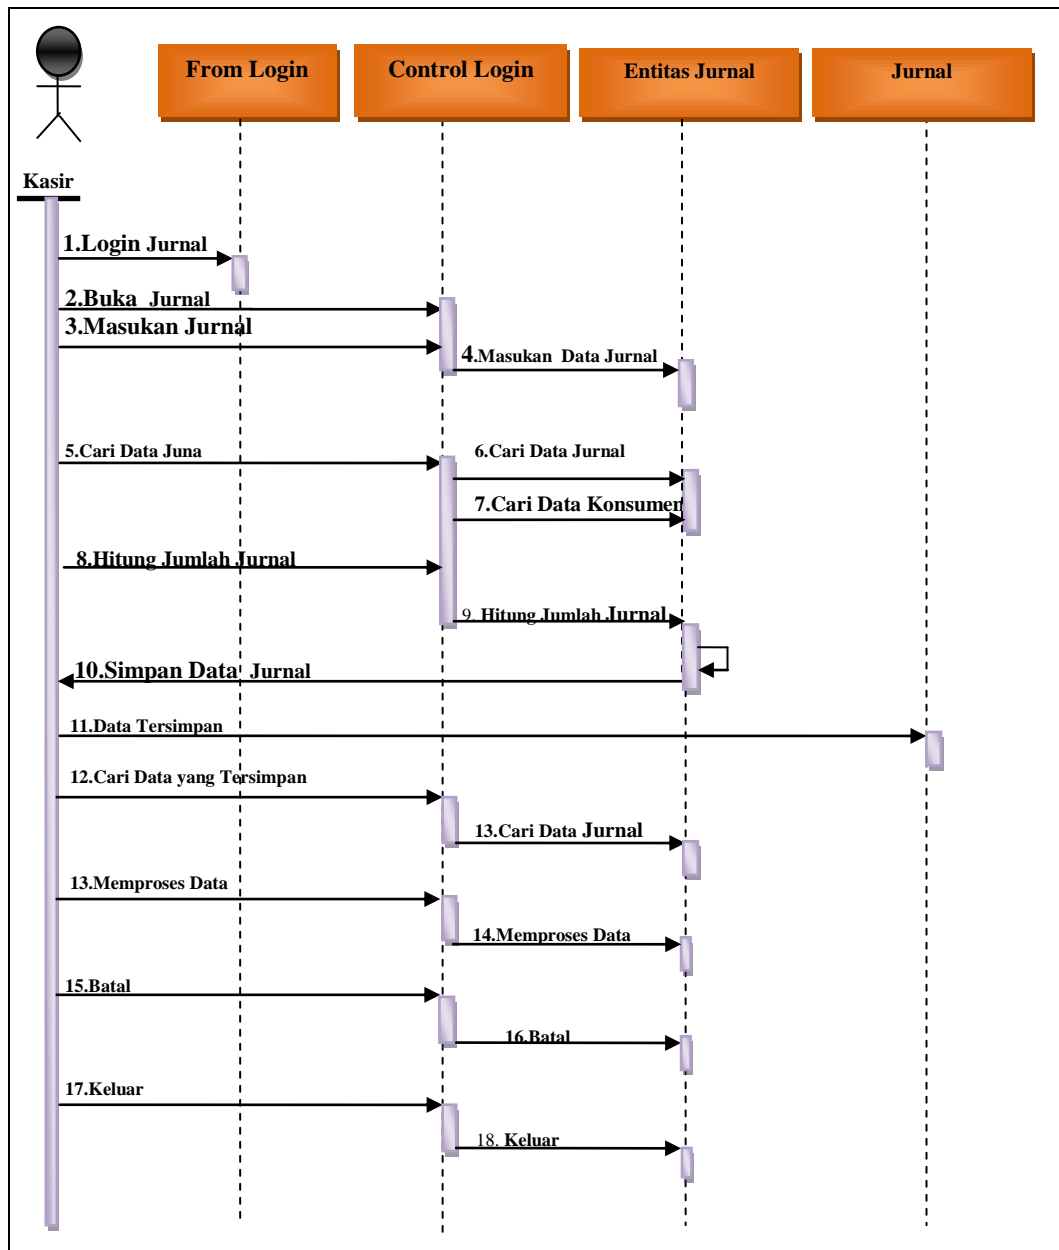 From Login
Control Login
Entitas Jurnal
Jurnal
Kasir
1.Login Jurnal
2.Buka Jurnal
3.Masukan Jurnal
4.Masukan Data Jurnal
5.Cari Data Juna
6.Cari Data Jurnal
7.Cari Data Konsumen
8.Hitung Jumlah Jurnal
9. Hitung Jumlah Jurnal
10.Simpan Data Jurnal
11.Data Tersimpan
12.Cari Data yang Tersimpan
13.Cari Data Jurnal
13.Memproses Data
14.Memproses Data
15.Batal
16.Batal
17.Keluar
18. Keluar